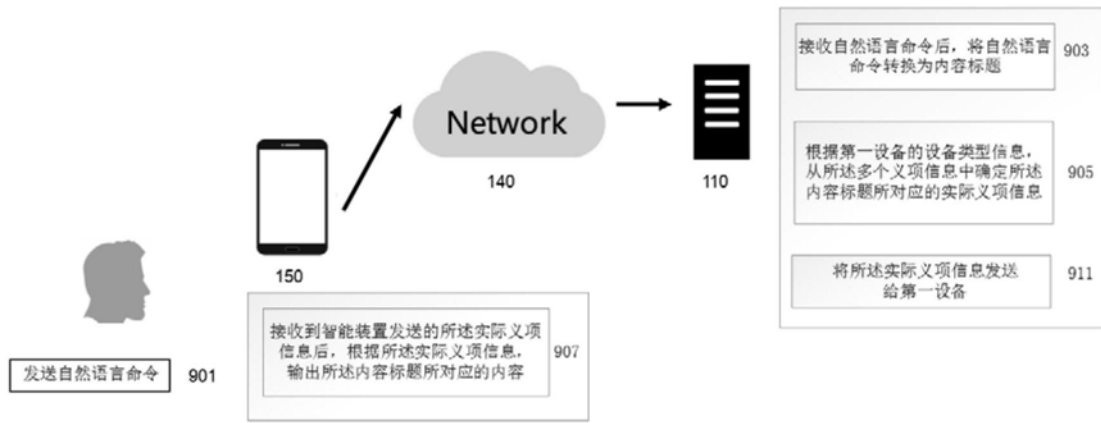 接收自然语言命令后，将自然语言
命令转换为内容标题
903
Network
140
110
根据第一设备的设备类型信息，
从所述多个义项信息中确定所述
内容标题所对应的实际义项信息
905
150
将所述实际义项信息发送
给第一设备
911
接收到智能装置发送的所述实际义项
信息后，根据所述实际义项信息，
输出所述内容标题所对应的内容
907
发送自然语言命令
901